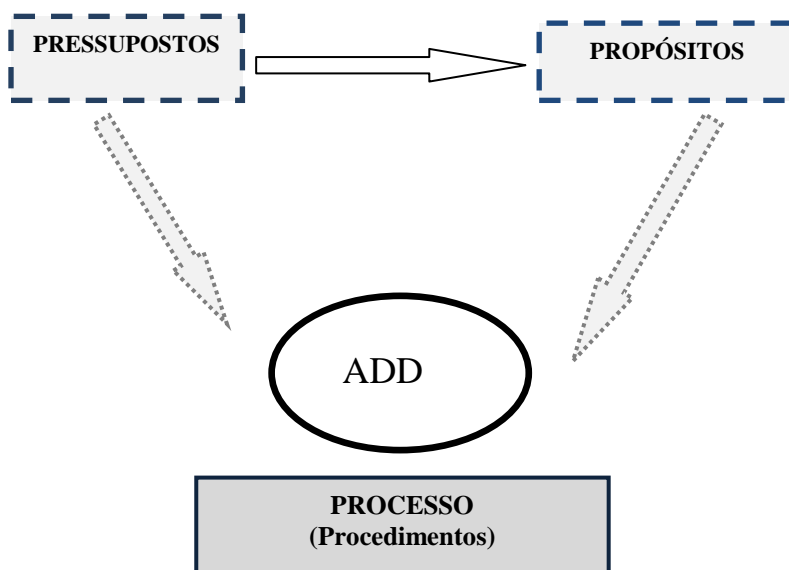 PRESSUPOSTOS
PROPÓSITOS
ADD
PROCESSO
(Procedimentos)